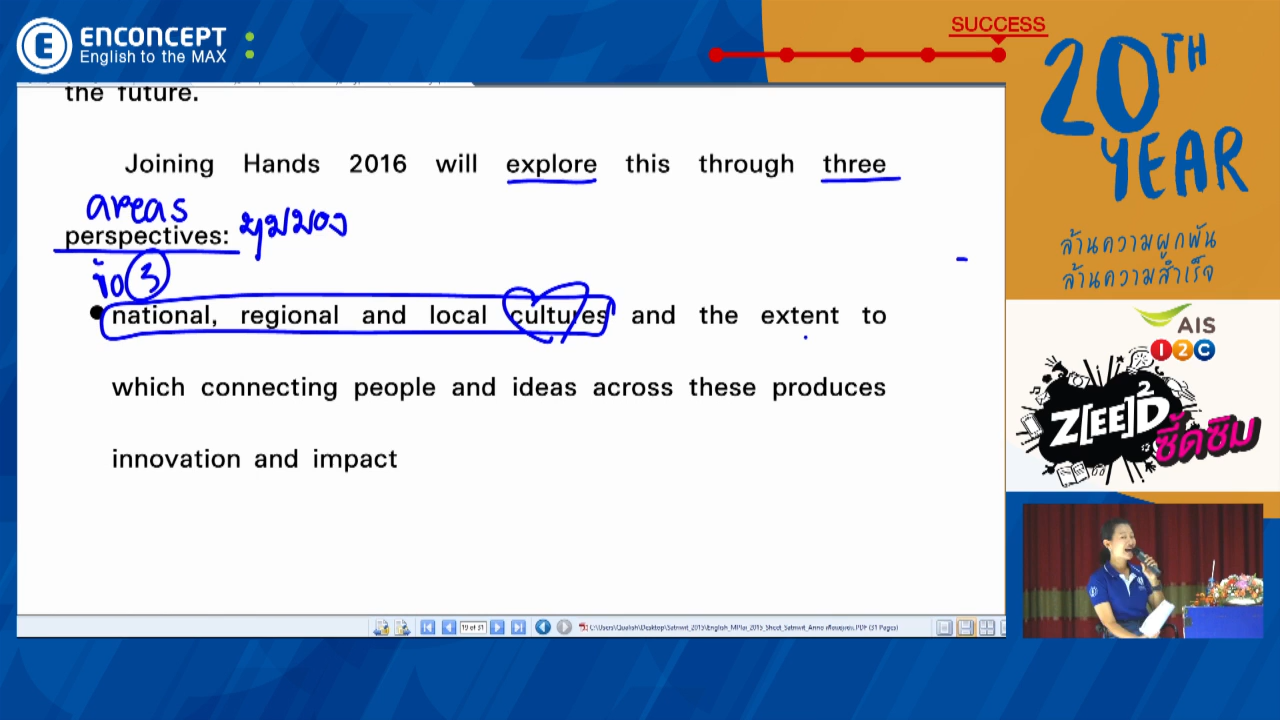 ENCONCEPT
English to the MAX
SUCCESS
20TH
YEAR
ล้านความผูกพัน
ล้านความสำเร็จ
AIS
I2C
Z[EE]D2
ซี้ดซิม
the future.
Joining Hands 2016 will explore this through three
areas
perspectives: มุมมอง
ข้อ 3
● national, regional and local cultures and the extent to
which connecting people and ideas across these produces
innovation and impact
19 of 31